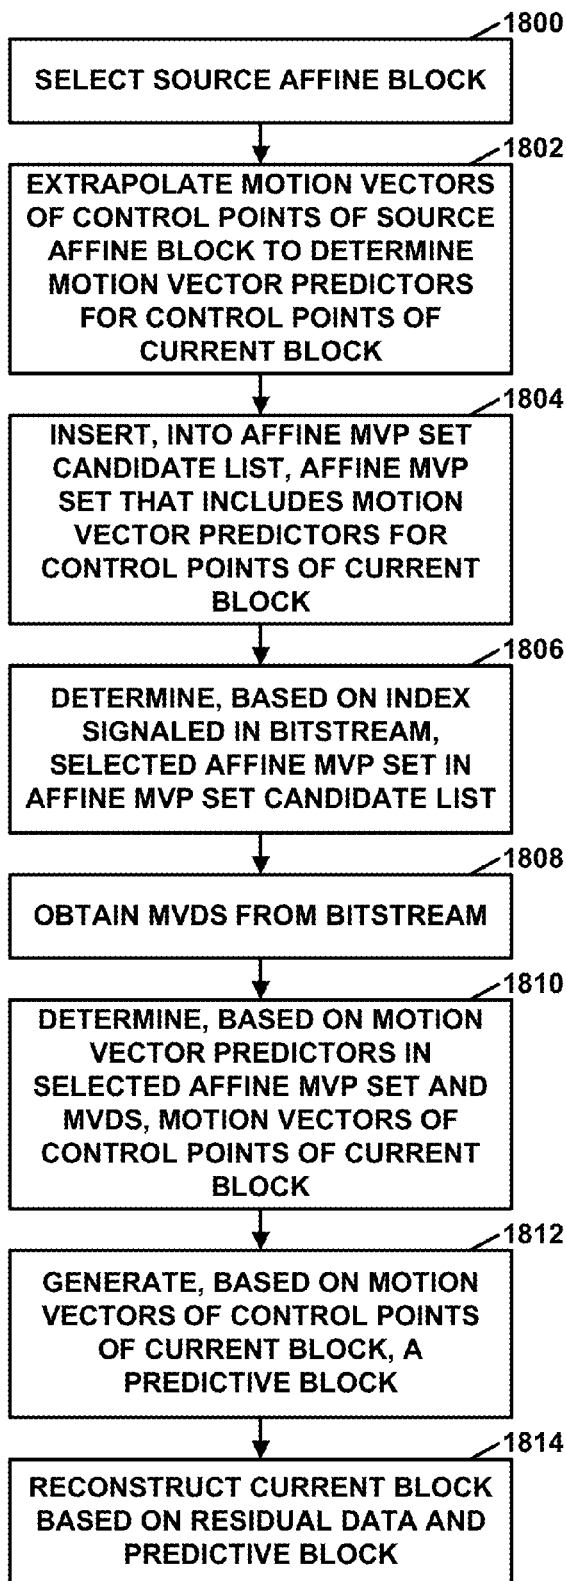 1800
SELECT SOURCE AFFINE BLOCK
1802
EXTRAPOLATE MOTION VECTORS
OF CONTROL POINTS OF SOURCE
AFFINE BLOCK TO DETERMINE
MOTION VECTOR PREDICTORS
FOR CONTROL POINTS OF
CURRENT BLOCK
1804
INSERT, INTO AFFINE MVP SET
CANDIDATE LIST, AFFINE MVP
SET THAT INCLUDES MOTION
VECTOR PREDICTORS FOR
CONTROL POINTS OF CURRENT
BLOCK
1806
DETERMINE, BASED ON INDEX
SIGNALED IN BITSTREAM,
SELECTED AFFINE MVP SET IN
AFFINE MVP SET CANDIDATE LIST
1808
OBTAIN MVDS FROM BITSTREAM
1810
DETERMINE, BASED ON MOTION
VECTOR PREDICTORS IN
SELECTED AFFINE MVP SET AND
MVDS, MOTION VECTORS OF
CONTROL POINTS OF CURRENT
BLOCK
1812
GENERATE, BASED ON MOTION
VECTORS OF CONTROL POINTS
OF CURRENT BLOCK, A
PREDICTIVE BLOCK
1814
RECONSTRUCT CURRENT BLOCK
BASED ON RESIDUAL DATA AND
PREDICTIVE BLOCK